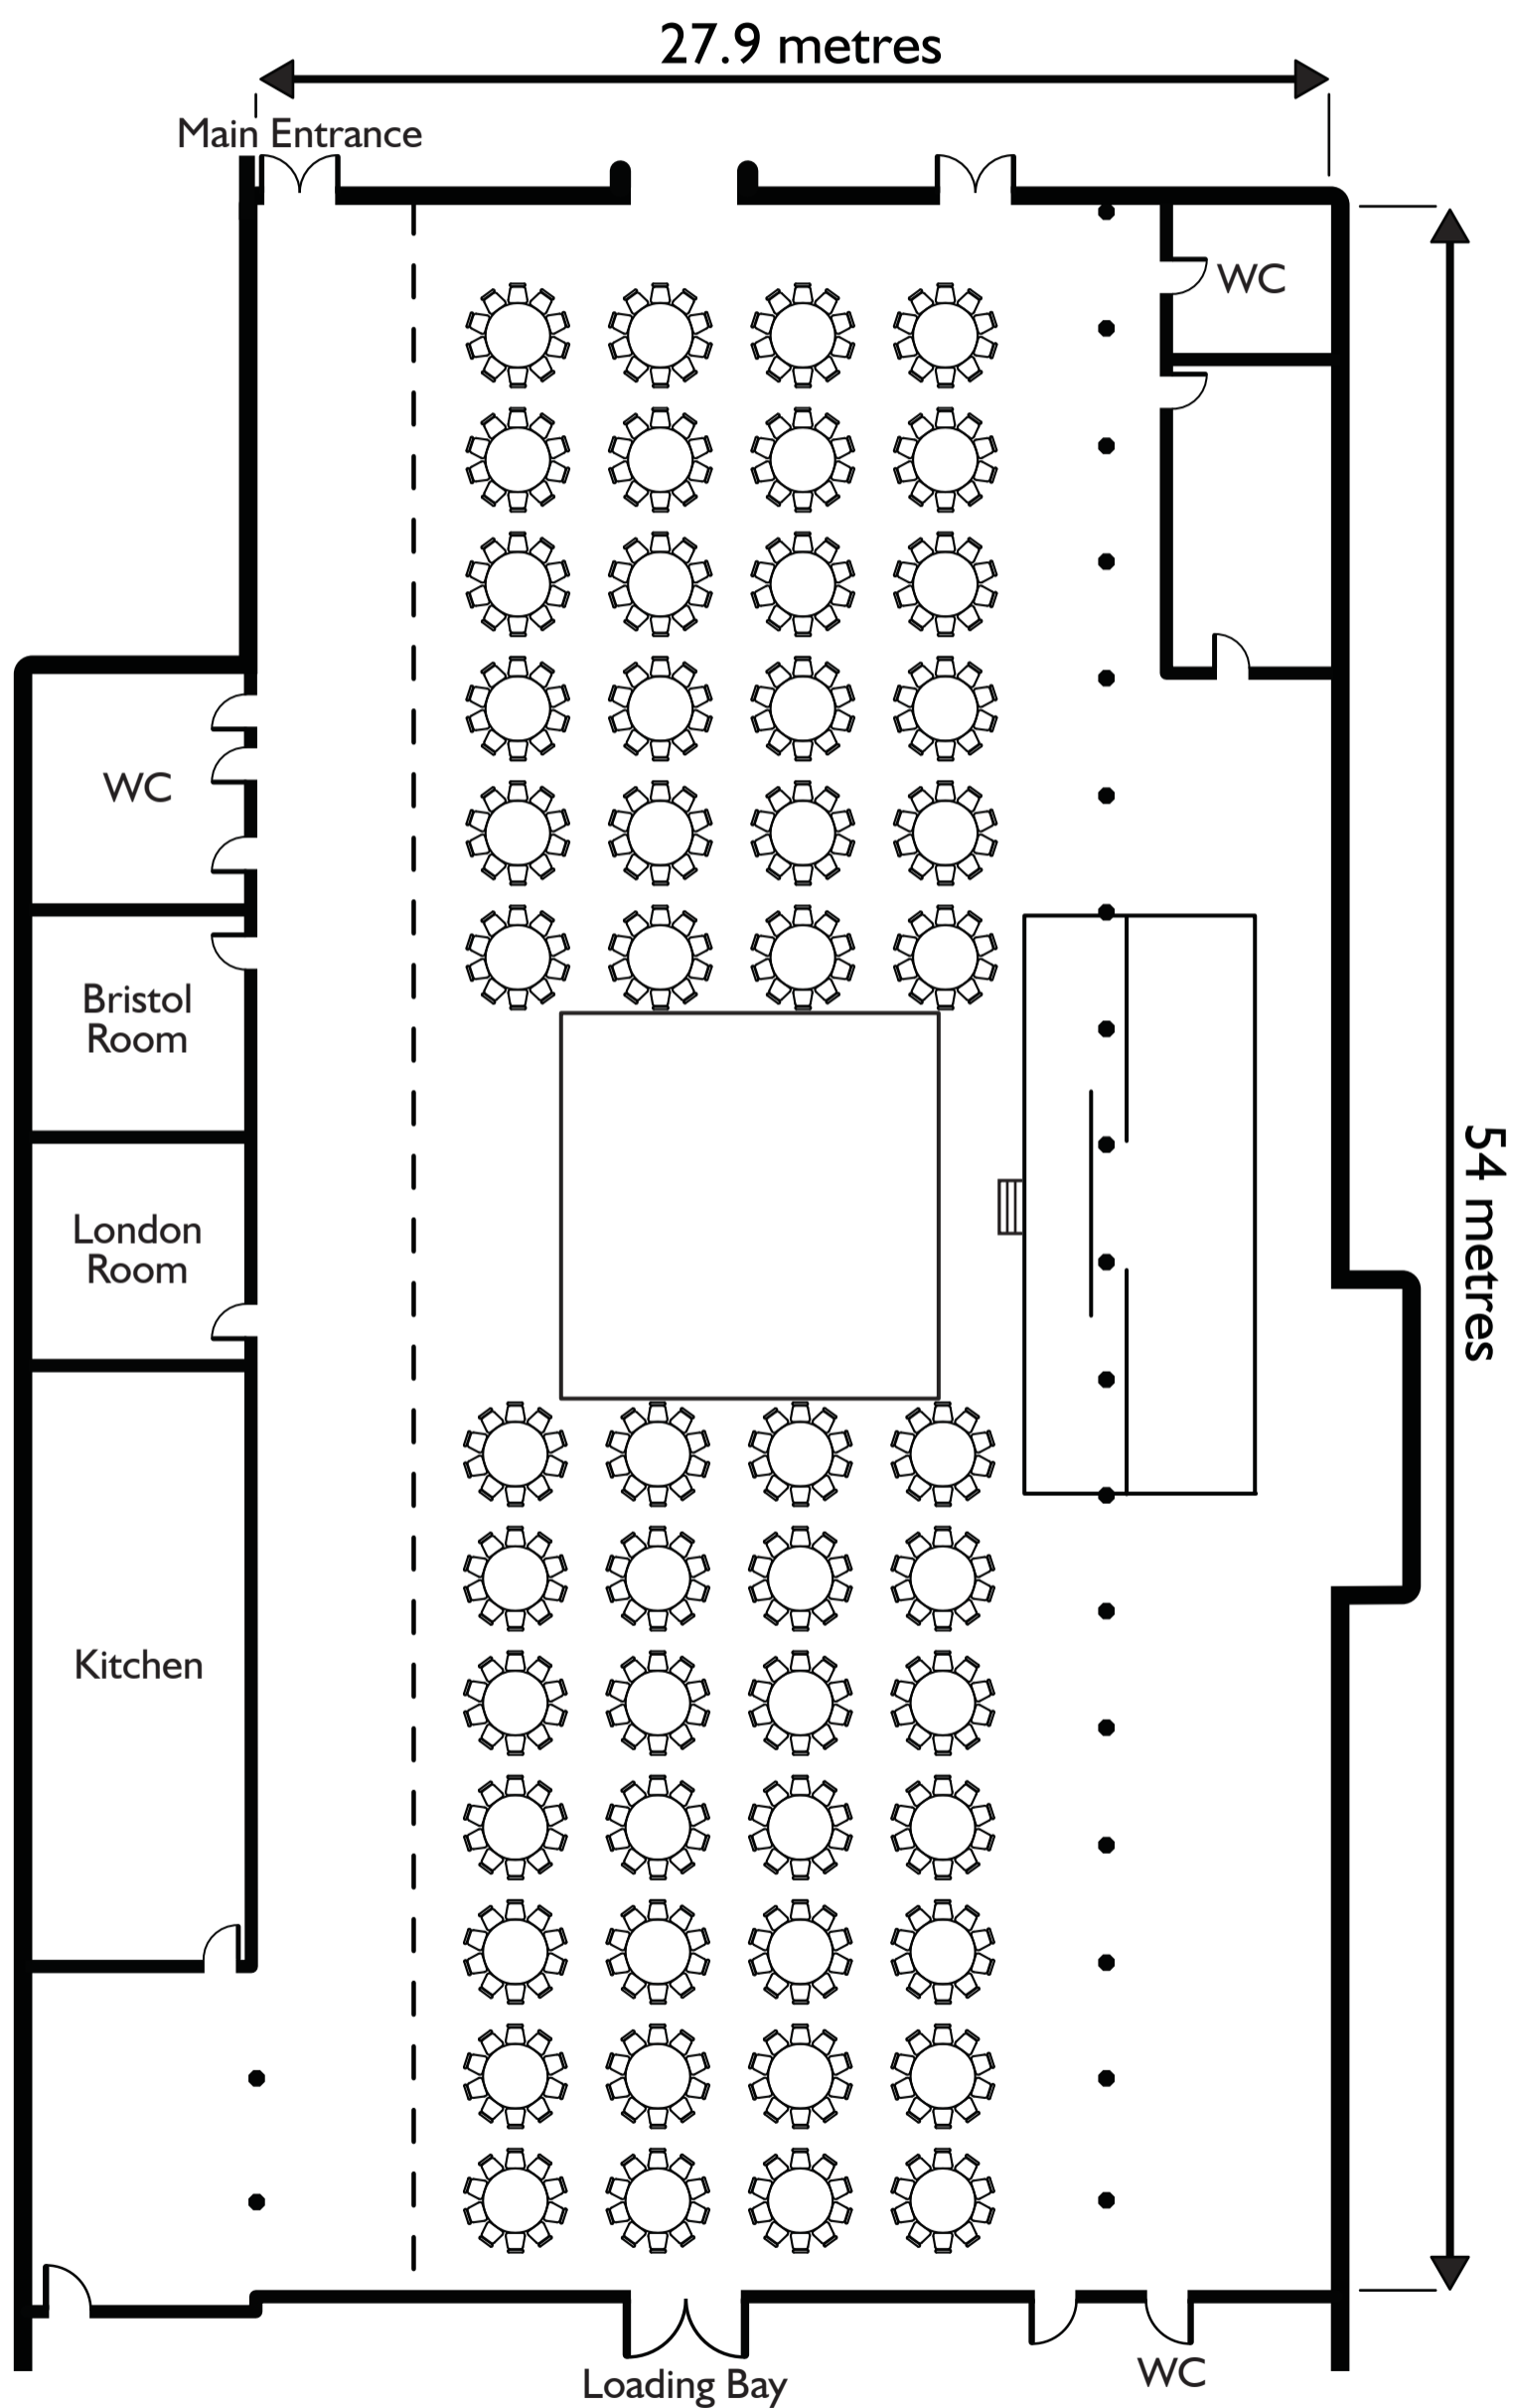 27.9 metres
Main Entrance
WC
WC
Bristol
Room
London
Room
54 metres
Kitchen
Loading Bay
WC